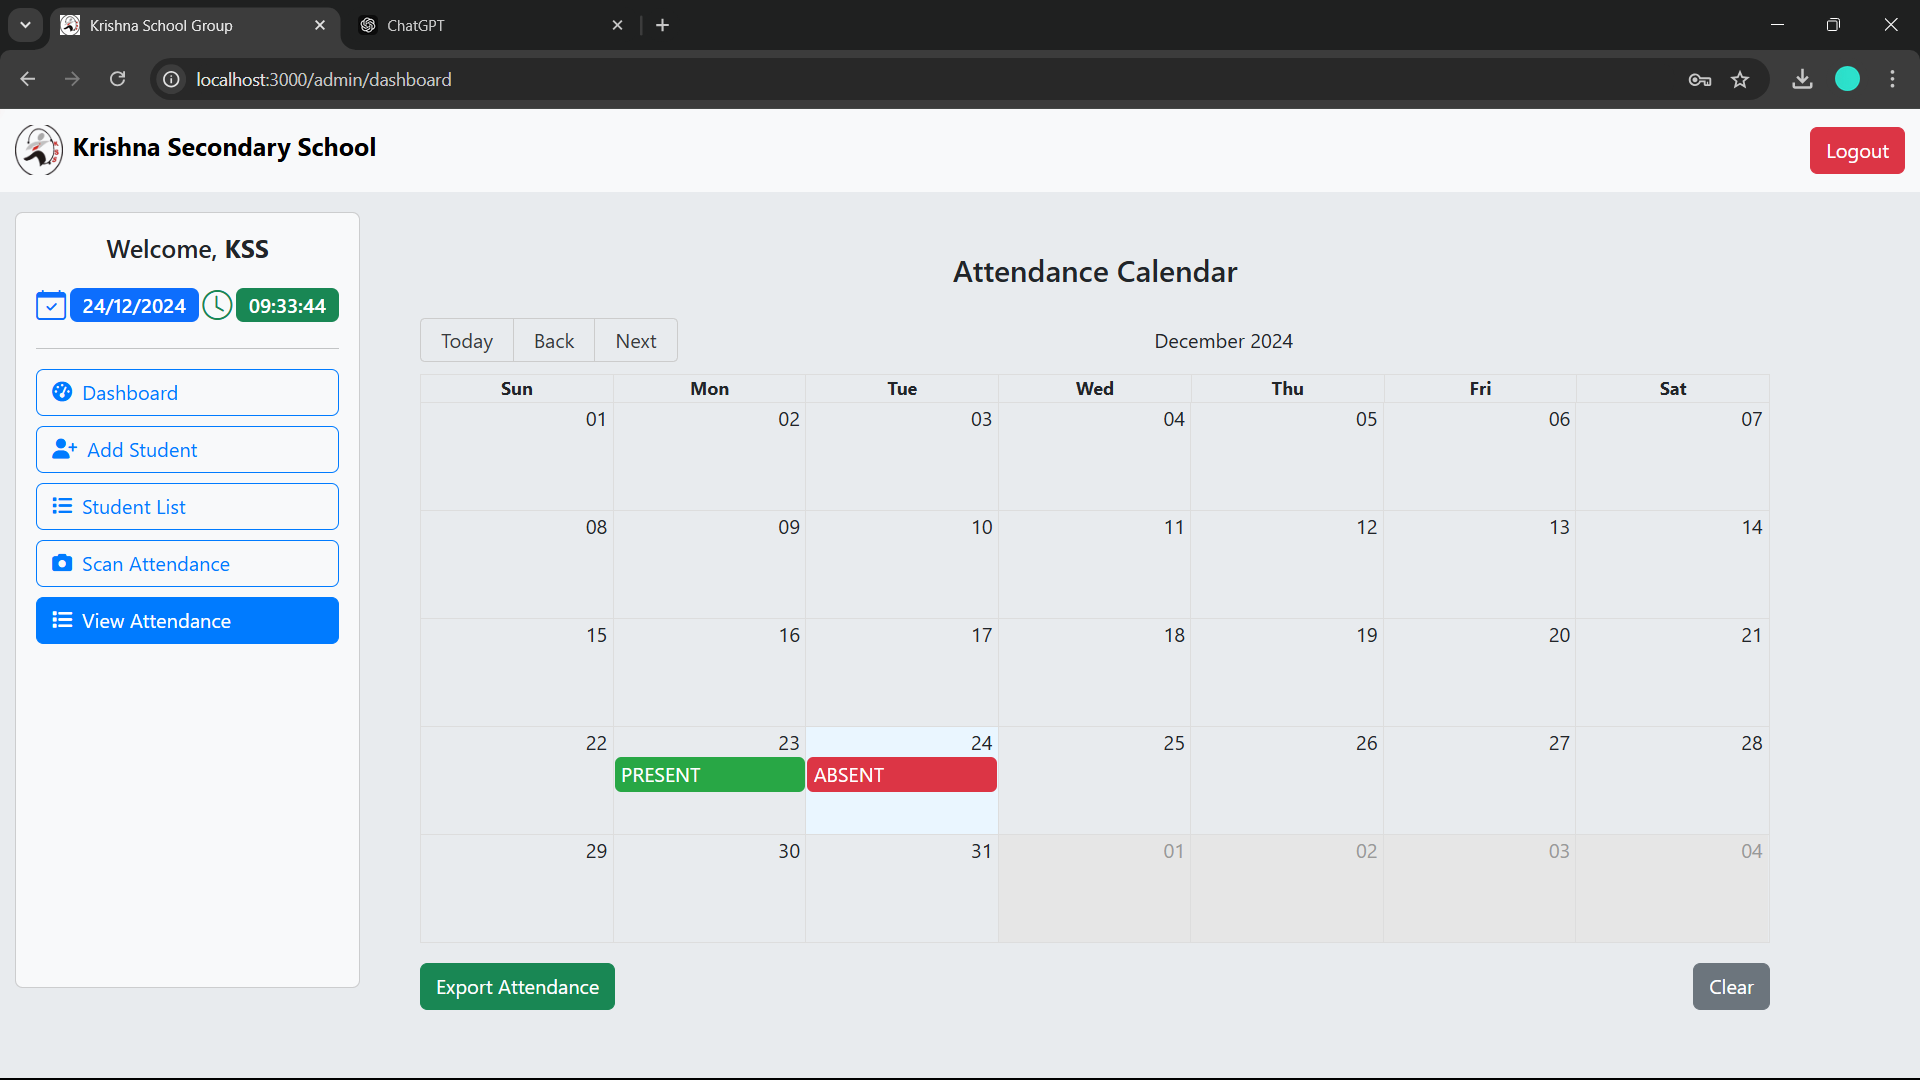 Krishna School Group
ChatGPT
localhost:3000/admin/dashboard
Krishna Secondary School
Logout
Welcome, KSS
24/12/2024 09:33:44
Dashboard
Add Student
Student List
Scan Attendance
View Attendance
Attendance Calendar
Today Back Next December 2024
Sun Mon Tue Wed Thu Fri Sat
01 02 03 04 05 06 07
08 09 10 11 12 13 14
15 16 17 18 19 20 21
22 23 24 25 26 27 28
PRESENT ABSENT
29 30 31 01 02 03 04
Export Attendance Clear